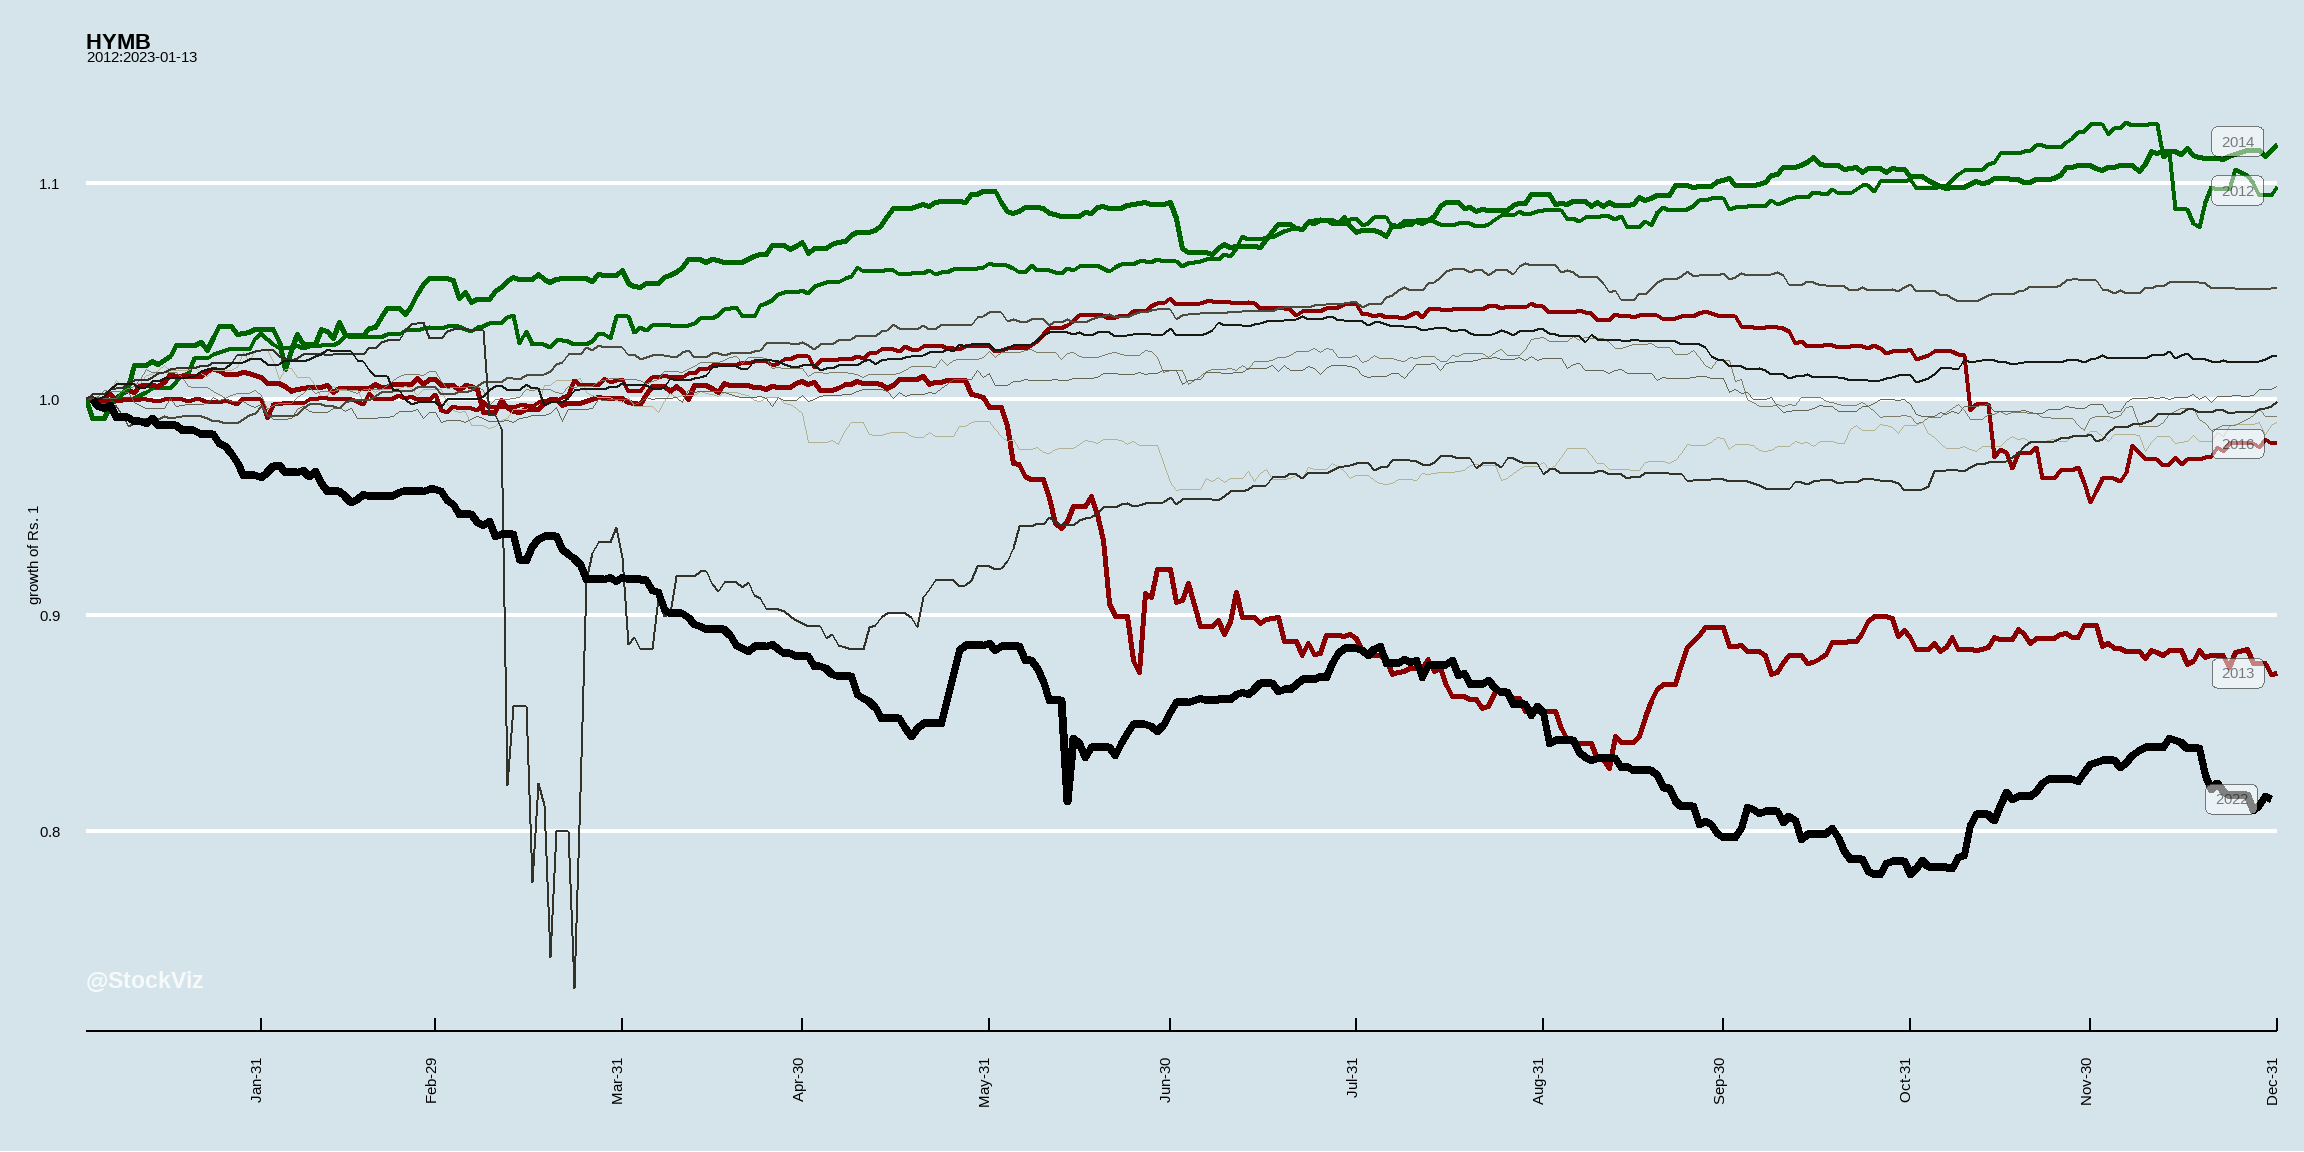 HYMB
2012:2023-01-13
2014
1.1
2012
1.0
2016
growth of Rs. 1
0.9
2013
2022
0.8
@StockViz
Jan-31
Feb-29
Mar-31
Apr-30
May-31
Jun-30
Jul-31
Aug-31
Sep-30
Oct-31
Nov-30
Dec-31